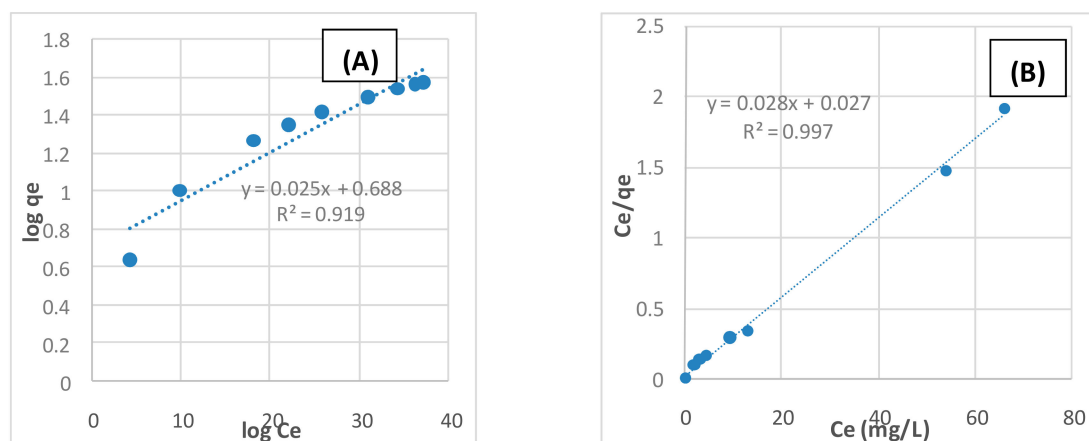 (A)
log qe
1.8
1.6
1.4
1.2
1
0.8
0.6
0.4
0.2
0
y = 0.025x + 0.688
R² = 0.919
0 10 20 30 40
log Ce
(B)
Ce/qe
2.5
2
1.5
1
0.5
0
y = 0.028x + 0.027
R² = 0.997
0 20 40 60 80
Ce (mg/L)